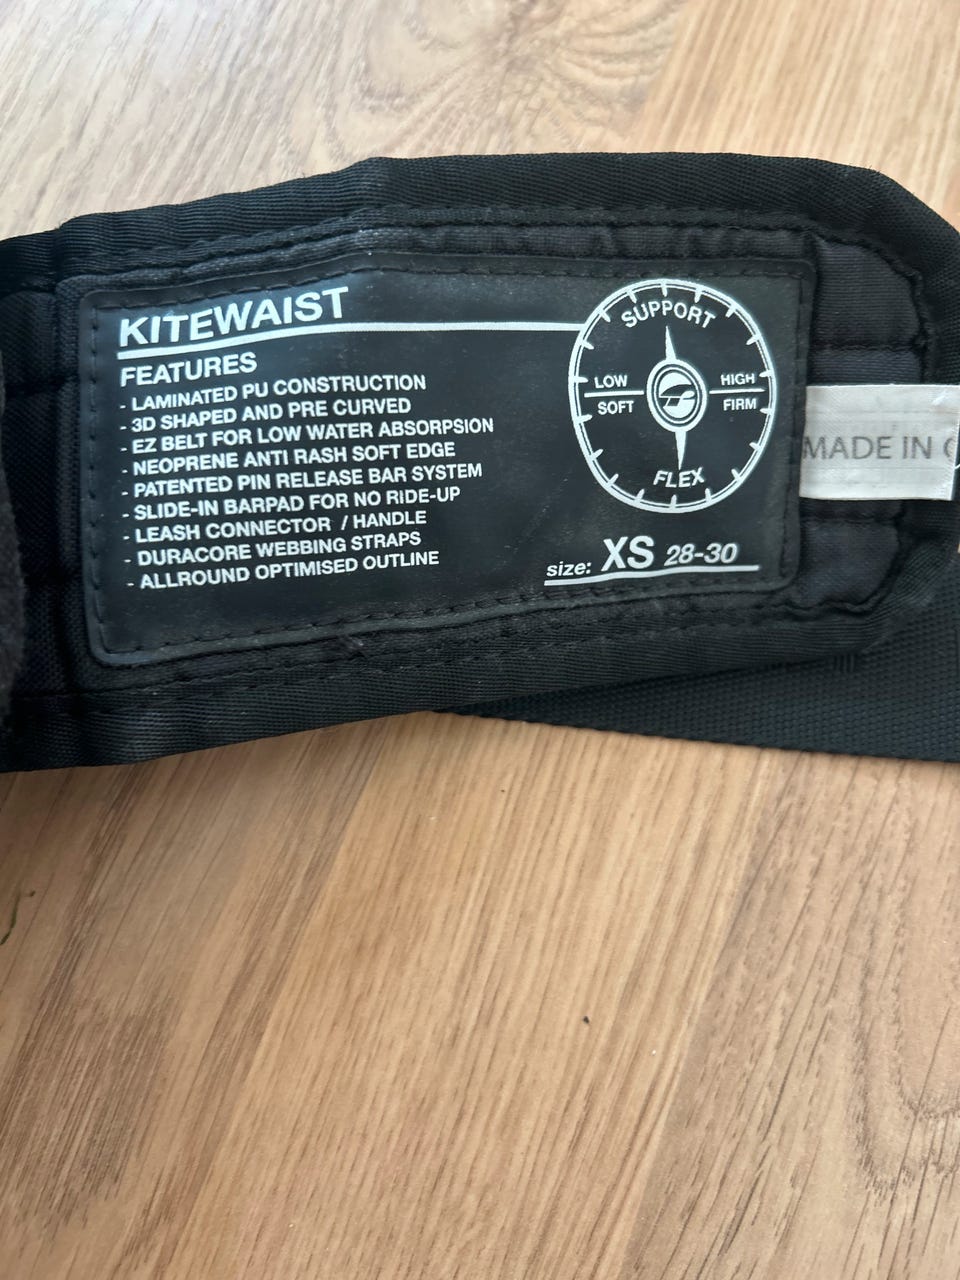 KITEWAIST
FEATURES
- LAMINATED PU CONSTRUCTION
- 3D SHAPED AND PRE CURVED
- EZ BELT FOR LOW WATER ABSORPSION
- NEOPRENE ANTI RASH SOFT EDGE
- PATENTED PIN RELEASE BAR SYSTEM
- SLIDE-IN BARPAD FOR NO RIDE-UP
- LEASH CONNECTOR / HANDLE
- DURACORE WEBBING STRAPS
- ALLROUND OPTIMISED OUTLINE
SUPPORT
LOW HIGH
SOFT FIRM
FLEX
size: XS 28-30
MADE IN